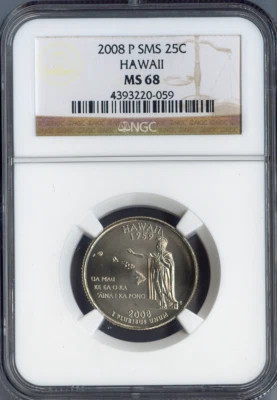 2008 P SMS 25C
HAWAII
MS 68
4393220-059
NGC
HAWAII
1959
UA MAU
KE EA O KA
'ĀINA I KA PONO
2008
E PLURIBUS UNUM